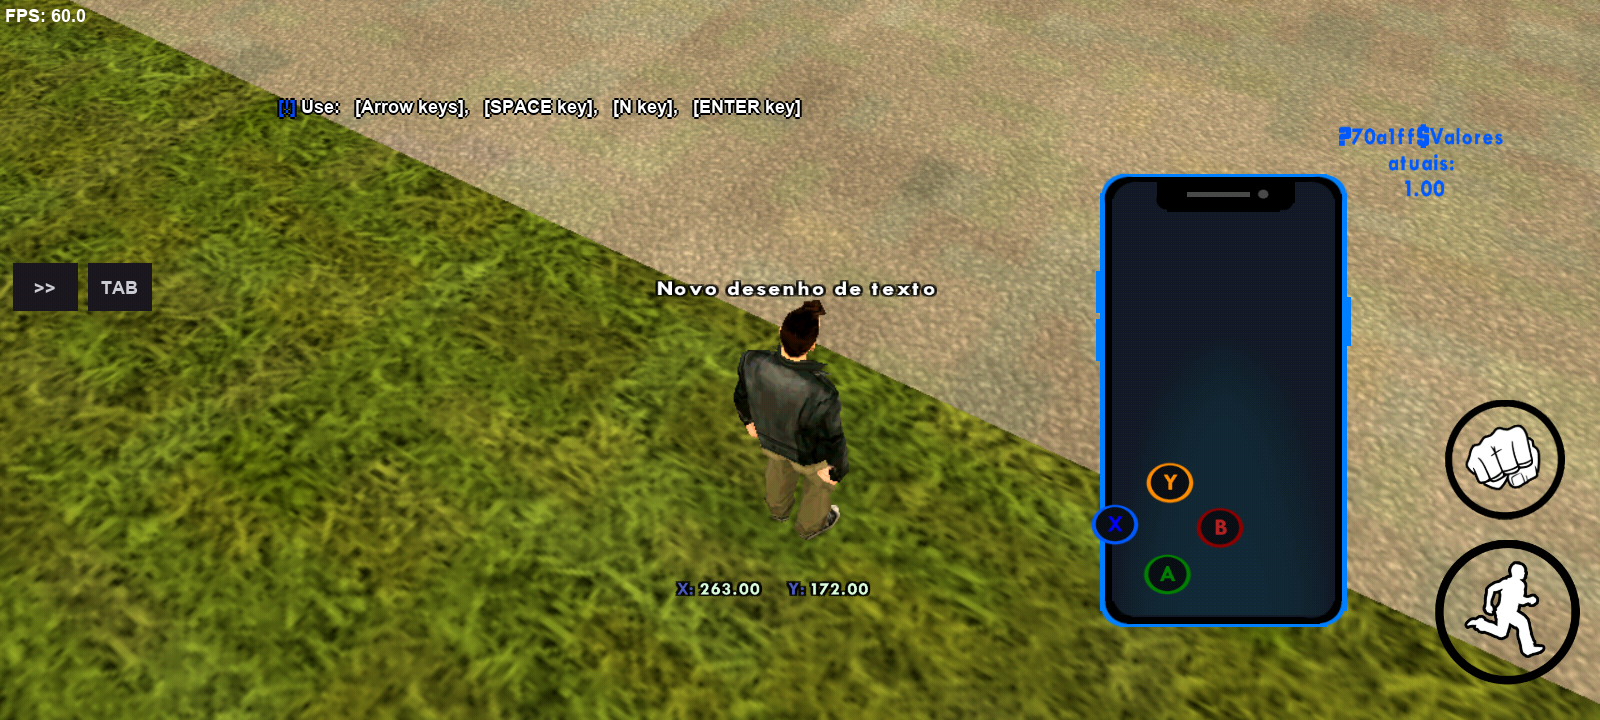 FPS: 60.0
[!] Use: [Arrow keys], [SPACE key], [N key], [ENTER key]
?70a1ff$Valores
atuais:
1.00
>> TAB
Novo desenho de texto
Y
X
B
A
X: 263.00 Y: 172.00